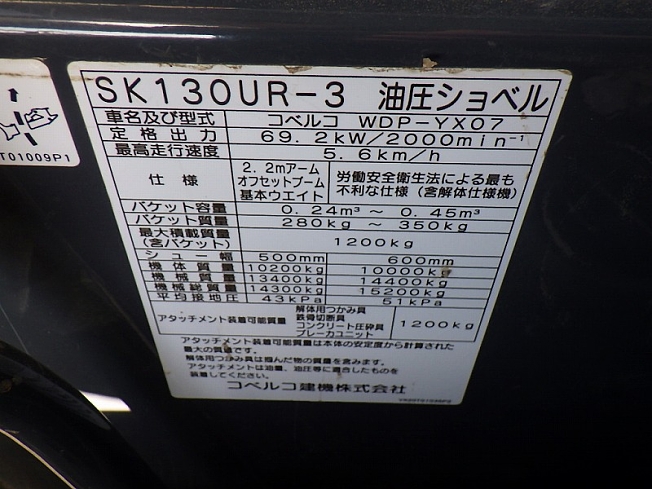 SK130UR-3 油圧ショベル
車名及び型式 コベルコ WDP-YX07
定格出力 69.2kW/2000min⁻¹
最高走行速度 5.6km/h
仕様 2.2mアーム オフセットブーム 基本ウエイト 労働安全衛生法による最も 不利な仕様(含解体仕様機)
バケット容量 0.24m³ ~ 0.45m³
バケット質量 280kg ~ 350kg
最大積載質量 (含バケット) 1200kg
シュー幅 500mm 600mm
機体質量 10200kg 10000kg
機械質量 13400kg 14400kg
機械総質量 14300kg 15200kg
平均接地圧 43kPa 51kPa
アタッチメント装着可能質量 解体用つかみ具 鉄骨切断具 コンクリート圧砕具 ブレーカユニット 1200kg
アタッチメント装着可能質量は本体の安定度から計算された
最大の質量です。
解体用つかみ具は掴んだ物の質量を含みます。
アタッチメントは油量、油圧等に適合したものを
装着してください。
コベルコ建機株式会社
T01009P1